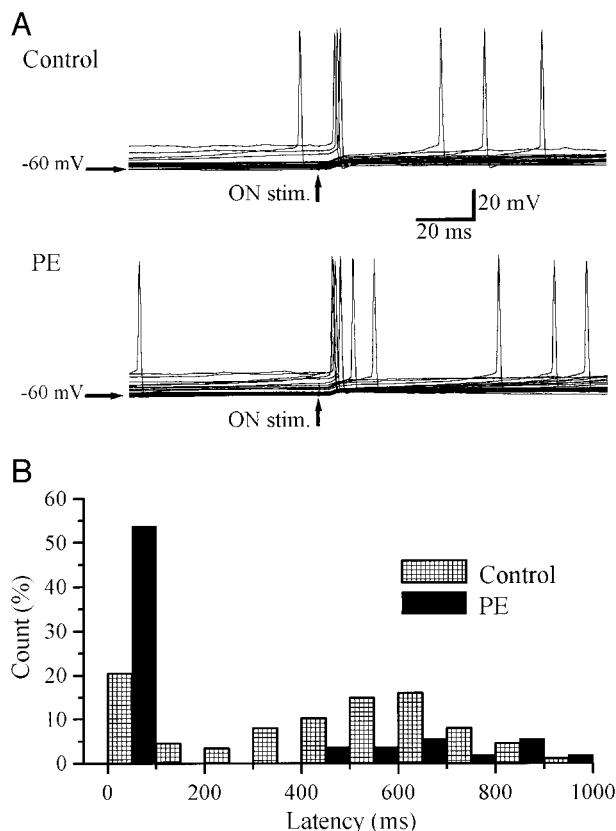 A
Control
-60 mV
ON stim.
20 mV
20 ms
PE
-60 mV
ON stim.
B
60
50
40
30
20
10
0
Count (%)
Control
PE
0 200 400 600 800 1000
Latency (ms)